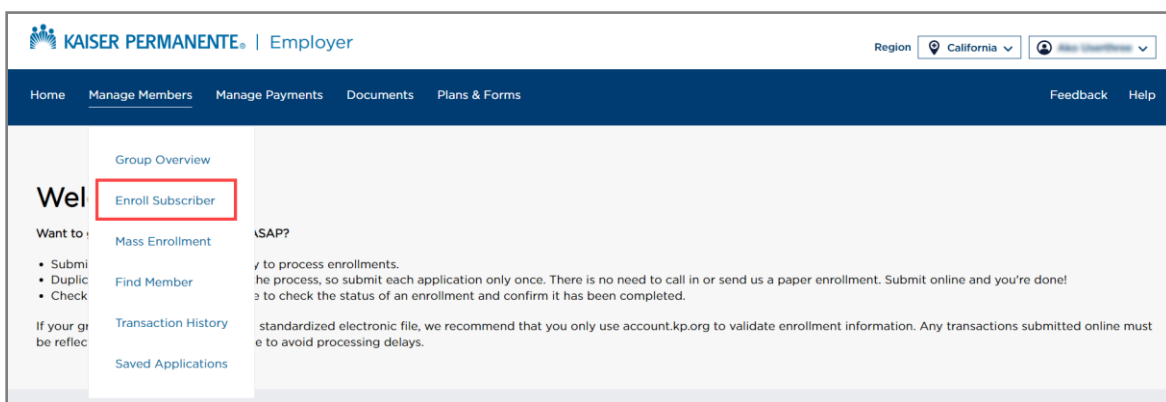 KAISER PERMANENTE® | Employer
Region California
Home Manage Members Manage Payments Documents Plans & Forms Feedback Help
Group Overview
Wel
Enroll Subscriber
Want to ASAP?
Mass Enrollment
• Submi y to process enrollments.
• Duplic he process, so submit each application only once. There is no need to call in or send us a paper enrollment. Submit online and you're done!
Find Member
• Check e to check the status of an enrollment and confirm it has been completed.
Transaction History
If your gr standardized electronic file, we recommend that you only use account.kp.org to validate enrollment information. Any transactions submitted online must
be reflec e to avoid processing delays.
Saved Applications